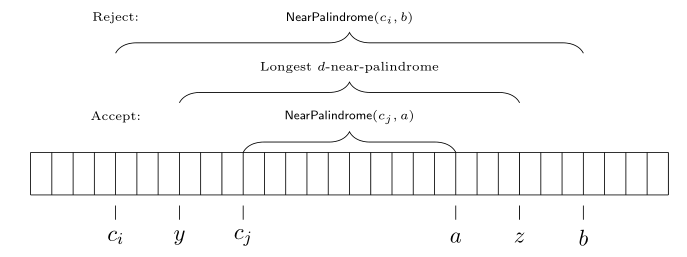 Reject: NearPalindrome(c_i, b)
Longest d-near-palindrome
Accept: NearPalindrome(c_j, a)
c_i y c_j a z b